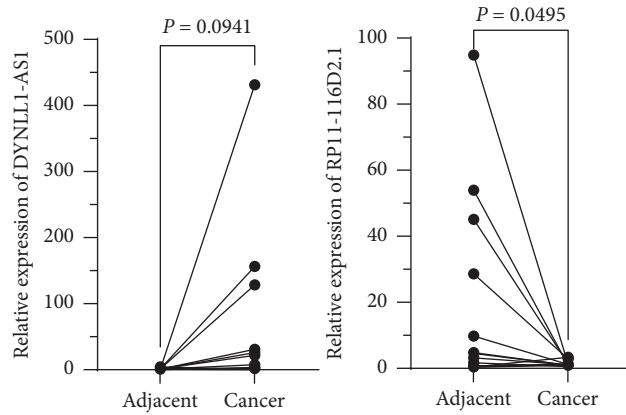 P = 0.0941
Relative expression of DYNLL1-AS1
500
400
300
200
100
0
Adjacent Cancer
P = 0.0495
Relative expression of RP11-116D2.1
100
80
60
40
20
0
Adjacent Cancer